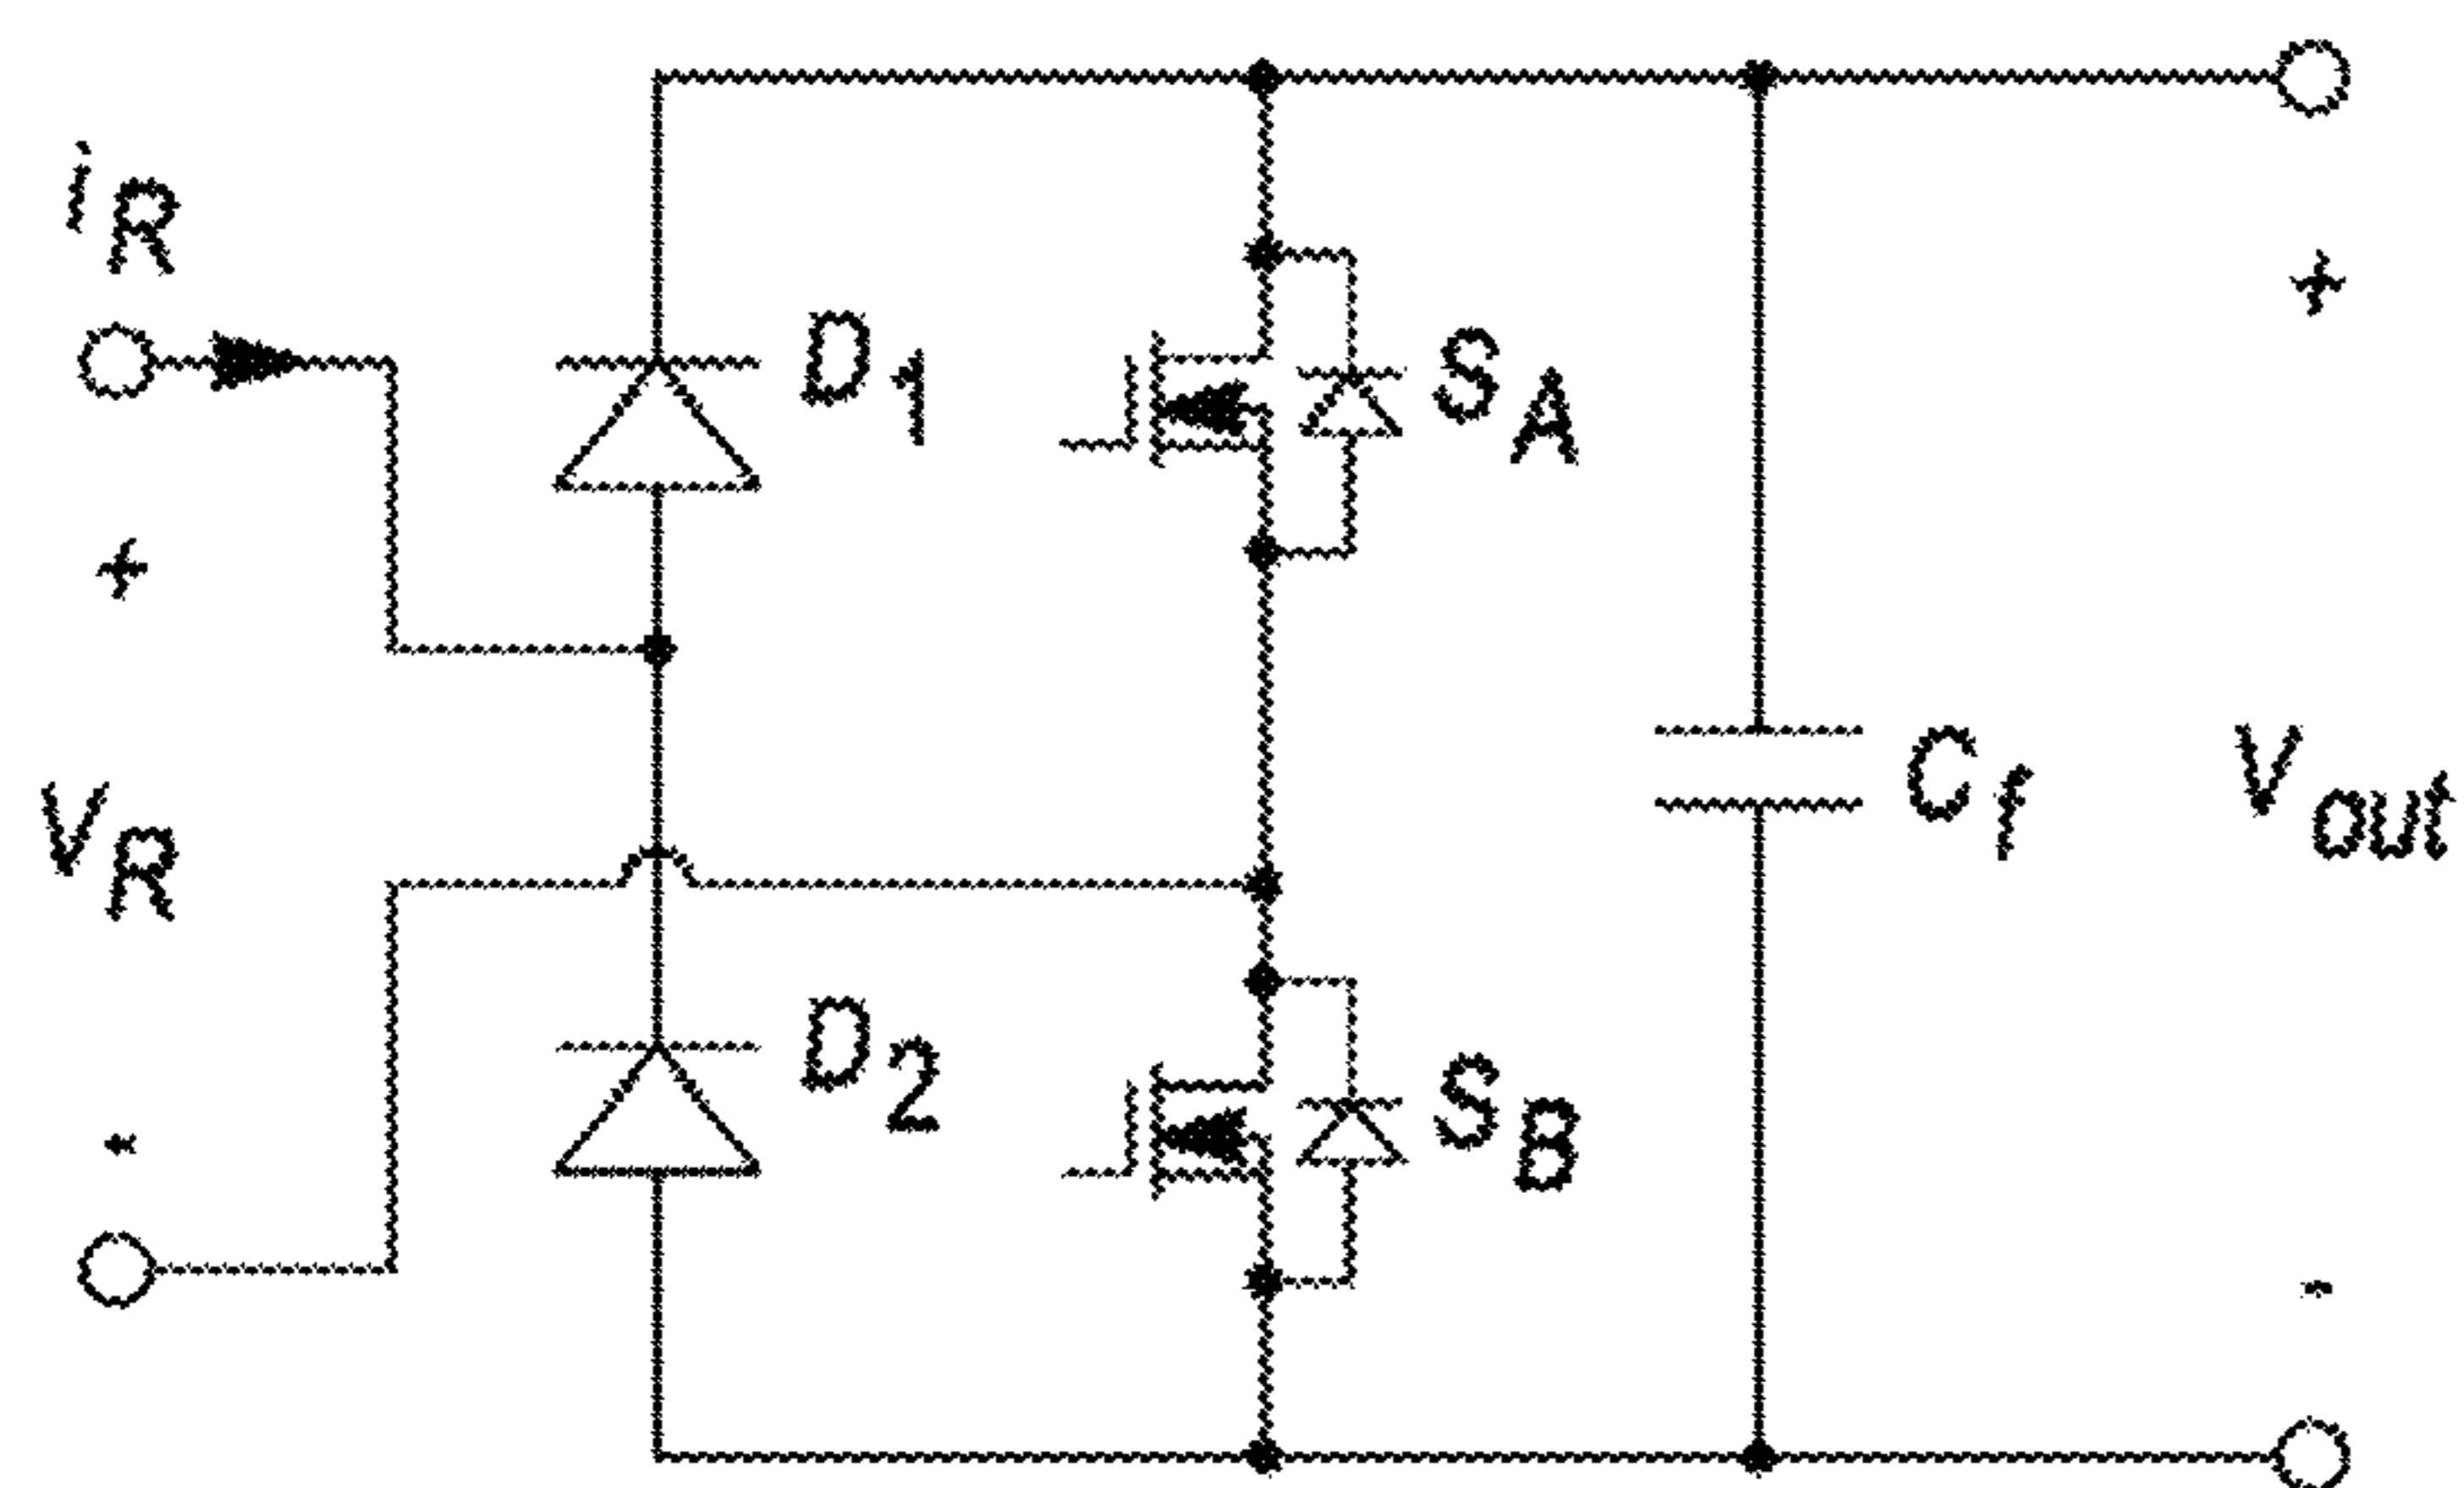 iR
D1
SA
+
+
VR
Cf
Vout
D2
SB
-
-